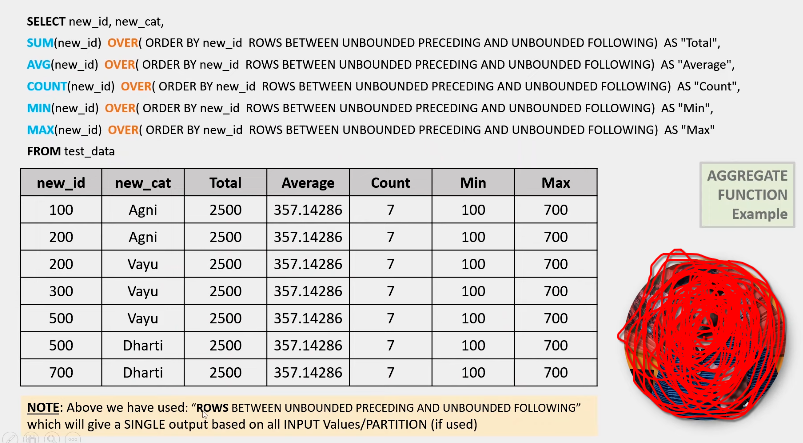 SELECT new_id, new_cat,
SUM(new_id) OVER( ORDER BY new_id ROWS BETWEEN UNBOUNDED PRECEDING AND UNBOUNDED FOLLOWING) AS "Total",
AVG(new_id) OVER( ORDER BY new_id ROWS BETWEEN UNBOUNDED PRECEDING AND UNBOUNDED FOLLOWING) AS "Average",
COUNT(new_id) OVER( ORDER BY new_id ROWS BETWEEN UNBOUNDED PRECEDING AND UNBOUNDED FOLLOWING) AS "Count",
MIN(new_id) OVER( ORDER BY new_id ROWS BETWEEN UNBOUNDED PRECEDING AND UNBOUNDED FOLLOWING) AS "Min",
MAX(new_id) OVER( ORDER BY new_id ROWS BETWEEN UNBOUNDED PRECEDING AND UNBOUNDED FOLLOWING) AS "Max"
FROM test_data
new_id new_cat Total Average Count Min Max
100 Agni 2500 357.14286 7 100 700
200 Agni 2500 357.14286 7 100 700
200 Vayu 2500 357.14286 7 100 700
300 Vayu 2500 357.14286 7 100 700
500 Vayu 2500 357.14286 7 100 700
500 Dharti 2500 357.14286 7 100 700
700 Dharti 2500 357.14286 7 100 700
AGGREGATE
FUNCTION
Example
NOTE: Above we have used: “ROWS BETWEEN UNBOUNDED PRECEDING AND UNBOUNDED FOLLOWING”
which will give a SINGLE output based on all INPUT Values/PARTITION (if used)